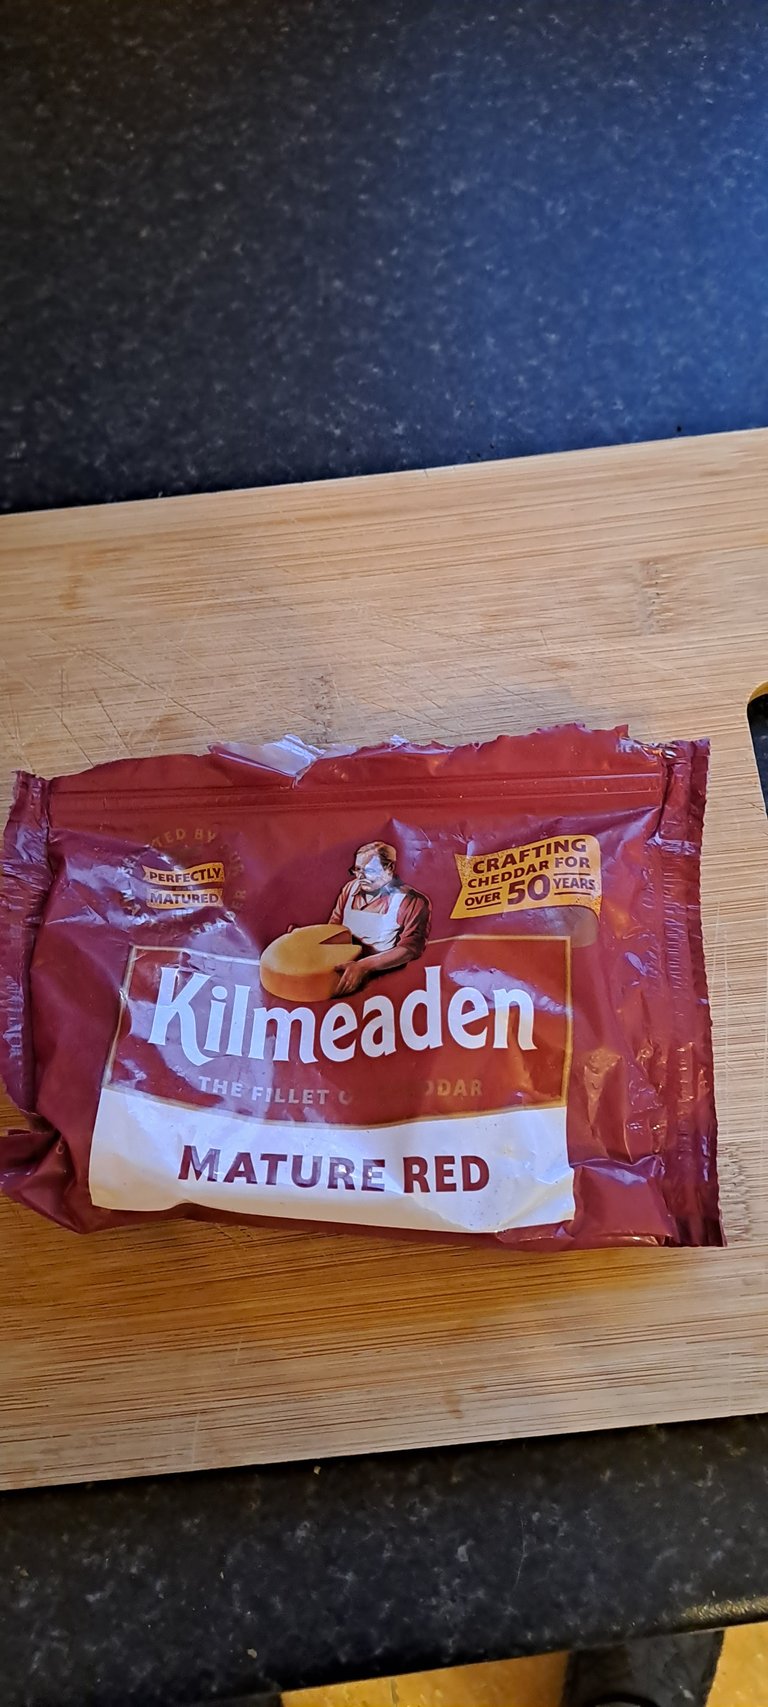 PERFECTLY
MATURED
CRAFTING
CHEDDAR FOR
OVER 50 YEARS
Kilmeaden
THE FILLET
MATURE RED